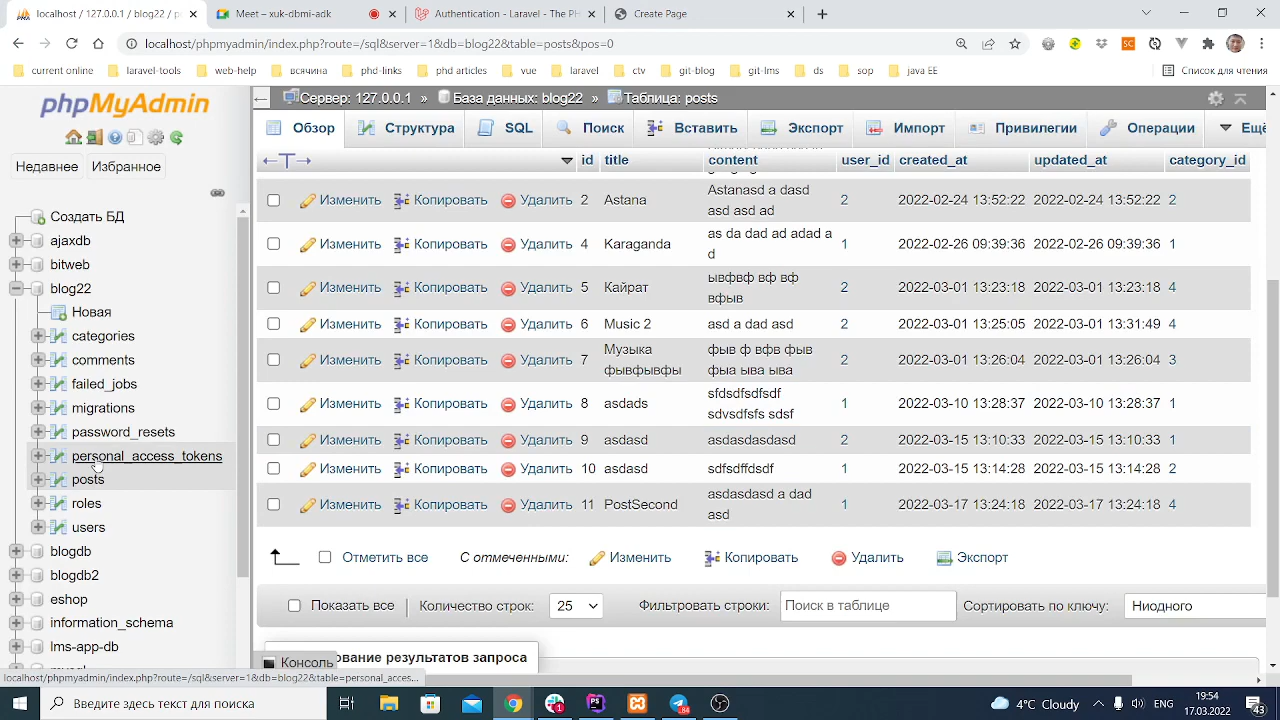 localhost / 127.0.0.1 / blog22 / p
Meet - xuk-dbmi-adk
Authentication - Laravel - The PH
Create Page
localhost/phpmyadmin/index.php?route=/sql&server=1&db=blog22&table=posts&pos=0
current online
laravel-tools
web-help
всячина
phd-links
phd articles
vue
laravel
ctv
git-blog
git-lms
ds
sop
java EE
Список для чтения
phpMyAdmin
Недавнее
Избранное
Создать БД
ajaxdb
bitweb
blog22
Новая
categories
comments
failed_jobs
migrations
password_resets
personal_access_tokens
posts
roles
users
blogdb
blogdb2
eshop
information_schema
lms-app-db
Сервер: 127.0.0.1 » База данных: blog22 » Таблица: posts
Обзор Структура SQL Поиск Вставить Экспорт Импорт Привилегии Операции Ещё
id title content user_id created_at updated_at category_id
Изменить Копировать Удалить 2 Astana Astanasd a dasd asd asd ad 2 2022-02-24 13:52:22 2022-02-24 13:52:22 2
Изменить Копировать Удалить 4 Karaganda as da dad ad adad a d 1 2022-02-26 09:39:36 2022-02-26 09:39:36 1
Изменить Копировать Удалить 5 Кайрат ывфвф вф вф вфыв 2 2022-03-01 13:23:18 2022-03-01 13:23:18 4
Изменить Копировать Удалить 6 Music 2 asd a dad asd 2 2022-03-01 13:25:05 2022-03-01 13:31:49 4
Изменить Копировать Удалить 7 Музыка фывфывфы фыв ф вфв фыв фыа ыва ыва 2 2022-03-01 13:26:04 2022-03-01 13:26:04 3
Изменить Копировать Удалить 8 asdads sfdsdfsdfsdf sdvsdfsfs sdsf 1 2022-03-10 13:28:37 2022-03-10 13:28:37 1
Изменить Копировать Удалить 9 asdasd asdasdasdasd 2 2022-03-15 13:10:33 2022-03-15 13:10:33 1
Изменить Копировать Удалить 10 asdasd sdfsdffdsdf 1 2022-03-15 13:14:28 2022-03-15 13:14:28 2
Изменить Копировать Удалить 11 PostSecond asdasdasd a dad asd 1 2022-03-17 13:24:18 2022-03-17 13:24:18 4
Отметить все С отмеченными: Изменить Копировать Удалить Экспорт
Показать все Количество строк: 25 Фильтровать строки: Поиск в таблице Сортировать по ключу: Ниодного
Консоль
ование результатов запроса
localhost/phpmyadmin/index.php?route=/sql&server=1&db=blog22&table=personal_acces...
Введите здесь текст для поиска
84
4°C Cloudy
19:54
17.03.2022